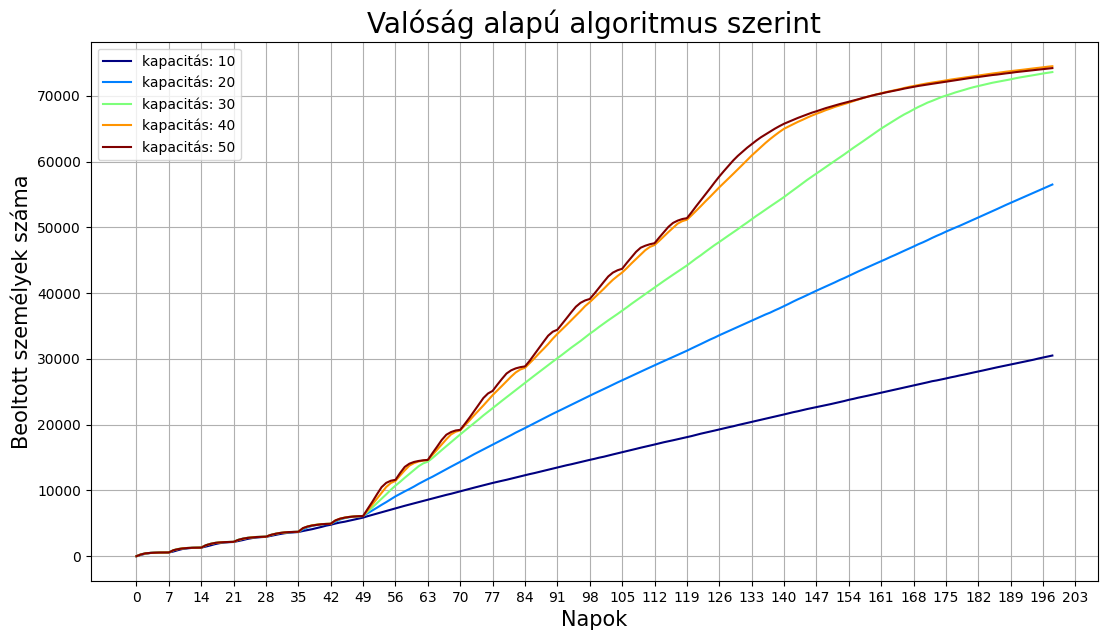 Valóság alapú algoritmus szerint
kapacitás: 10
kapacitás: 20
kapacitás: 30
kapacitás: 40
kapacitás: 50
Beoltott személyek száma
70000
60000
50000
40000
30000
20000
10000
0
0 7 14 21 28 35 42 49 56 63 70 77 84 91 98 105 112 119 126 133 140 147 154 161 168 175 182 189 196 203
Napok